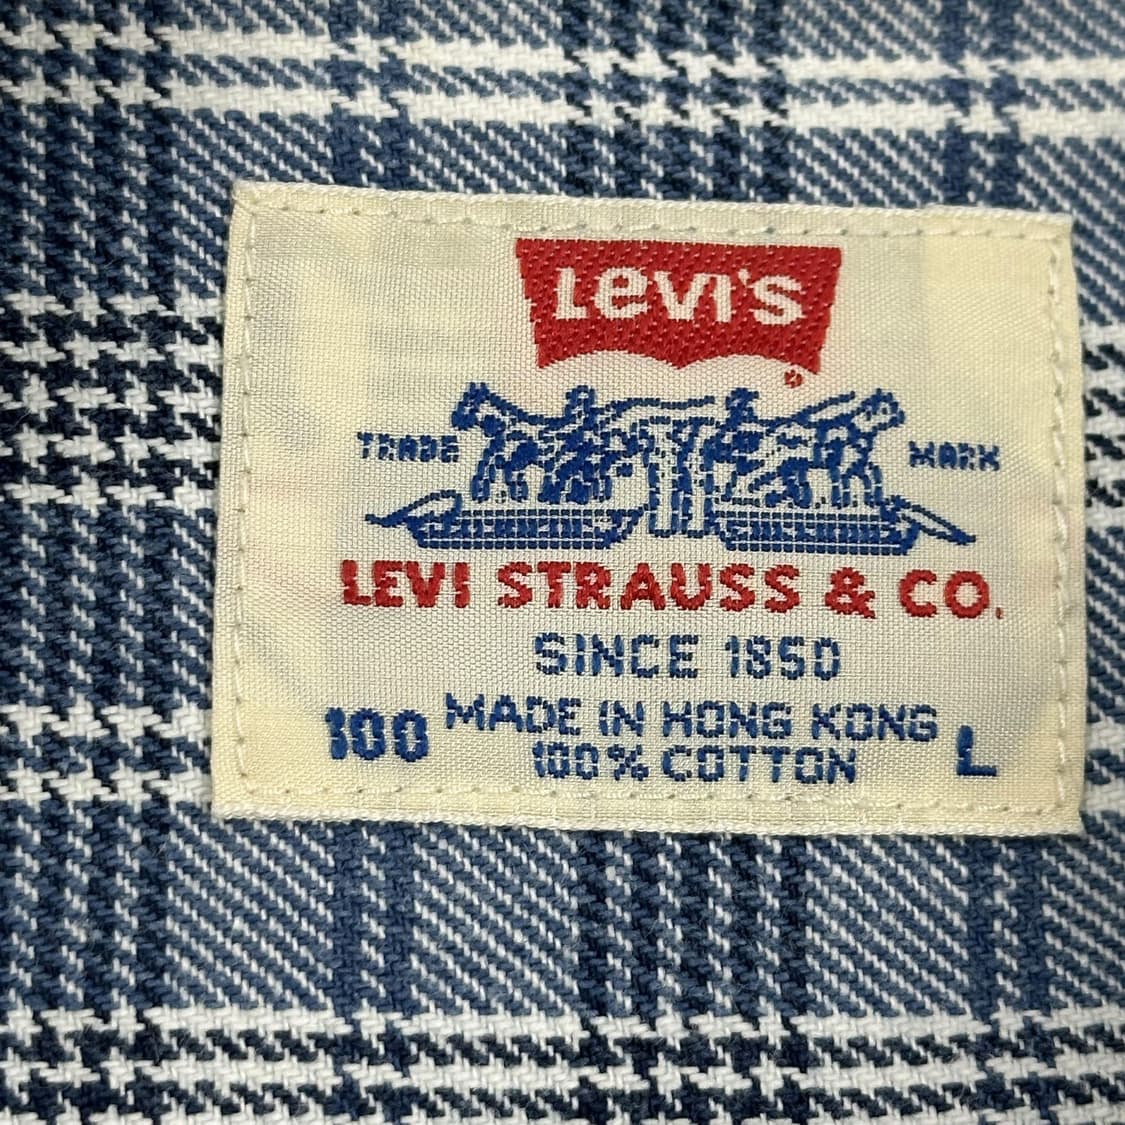 Levi's
TRADE MARK
LEVI STRAUSS & CO.
SINCE 1850
100 MADE IN HONG KONG L
100% COTTON